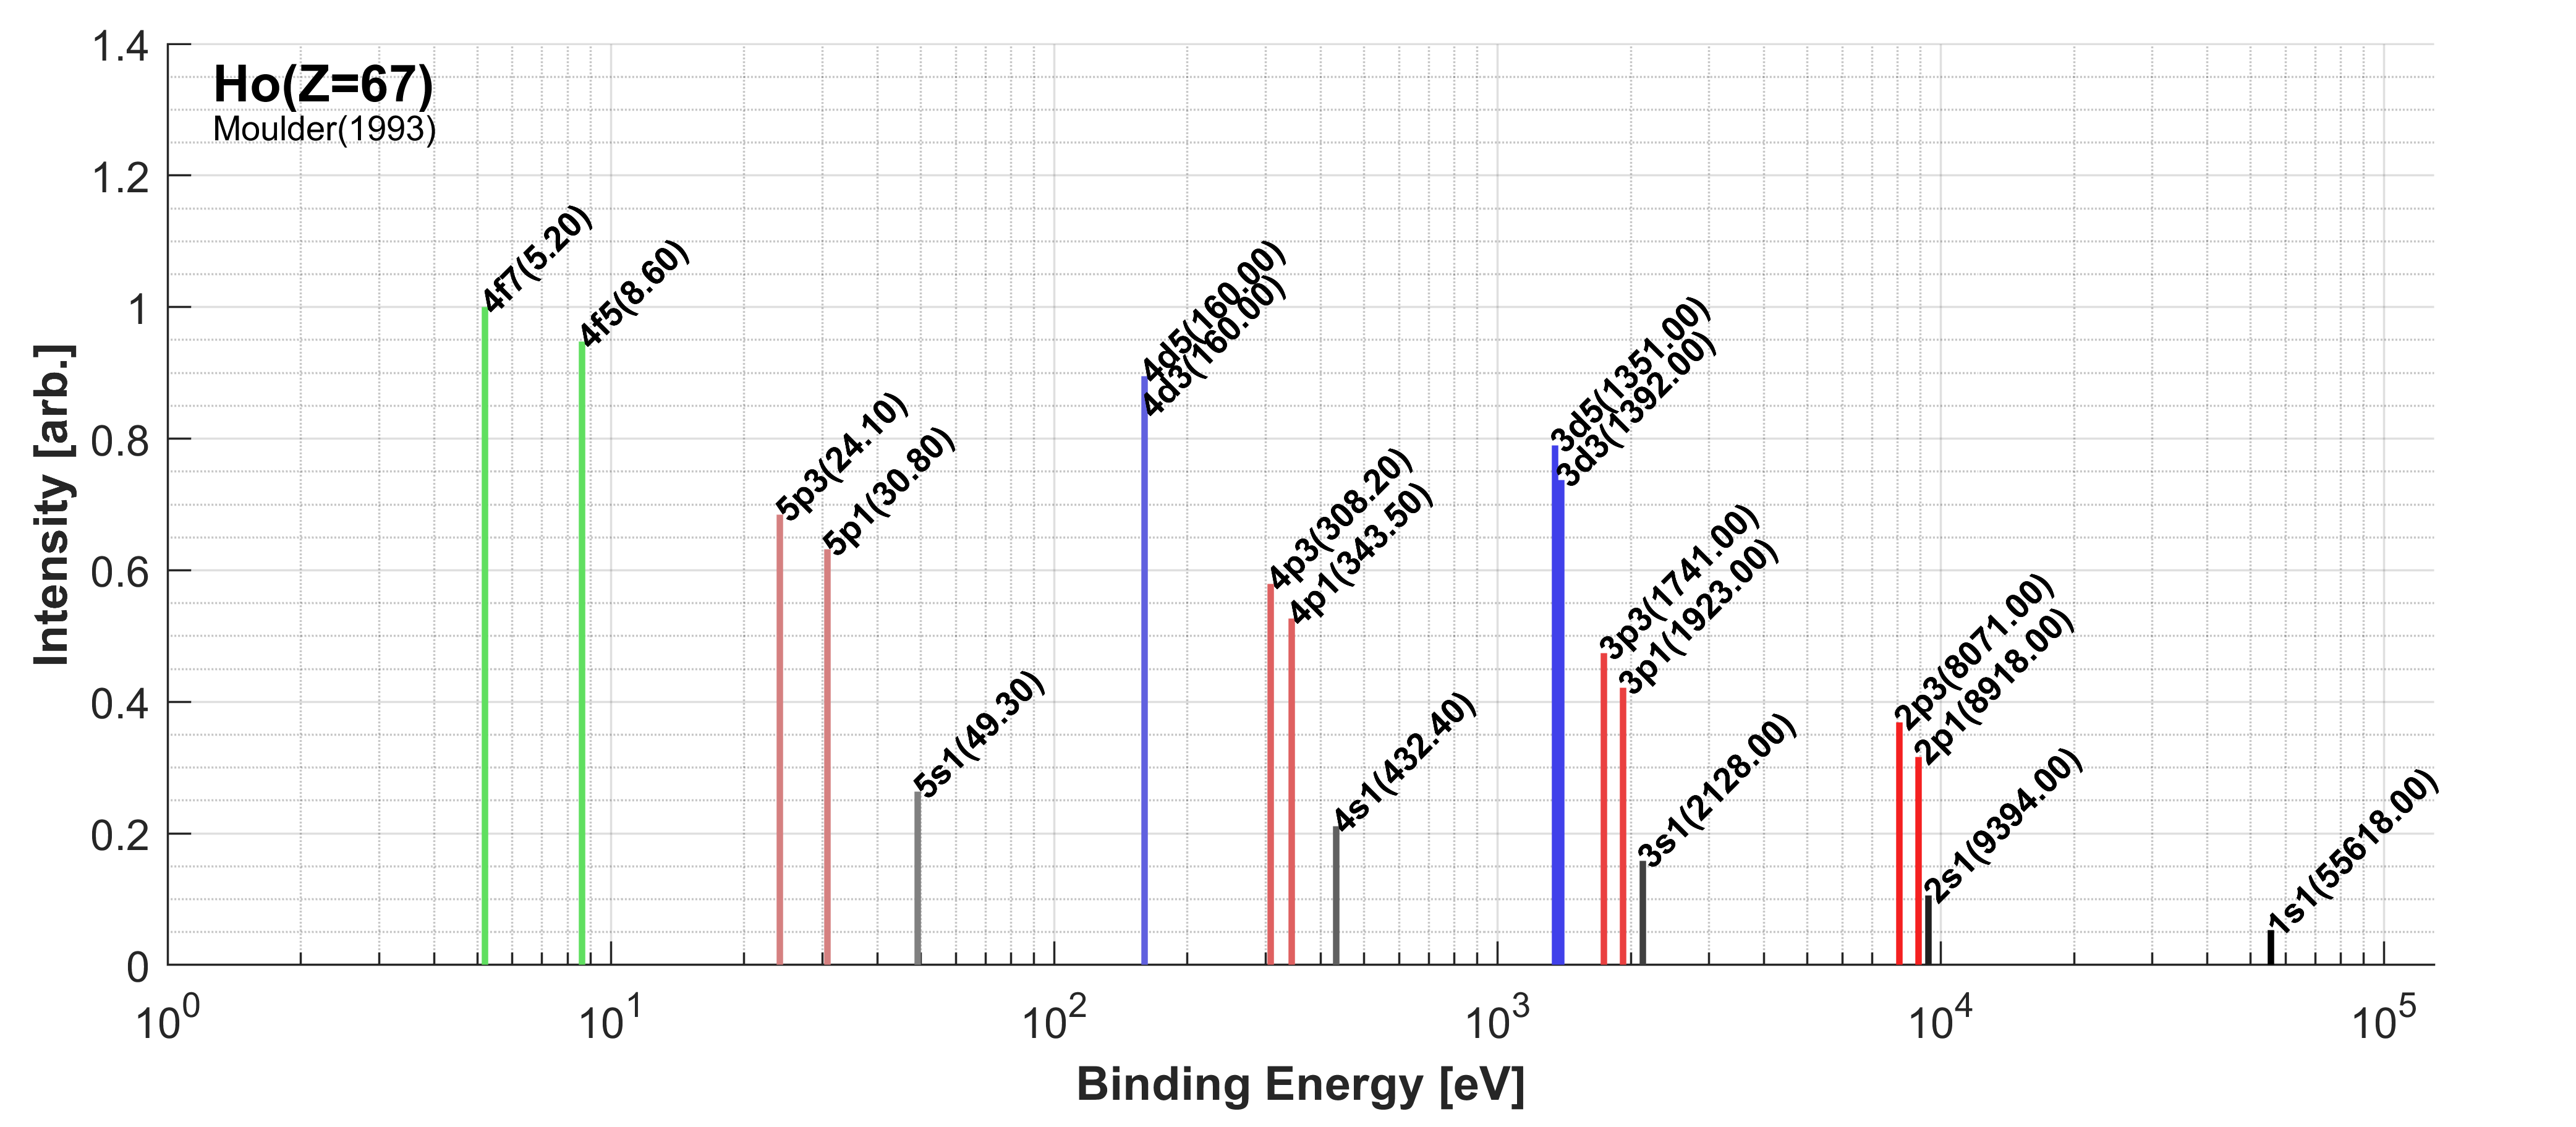 Ho(Z=67)
Moulder(1993)
1.4
1.2
1
0.8
0.6
0.4
0.2
0
Intensity [arb.]
4f7(5.20)
4f5(8.60)
5p3(24.10)
5p1(30.80)
5s1(49.30)
4d5(160.00)
4d3(160.00)
4p3(308.20)
4p1(343.50)
4s1(432.40)
3d5(1351.00)
3d3(1392.00)
3p3(1741.00)
3p1(1923.00)
3s1(2128.00)
2p3(8071.00)
2p1(8918.00)
2s1(9394.00)
1s1(55618.00)
10^0 10^1 10^2 10^3 10^4 10^5
Binding Energy [eV]